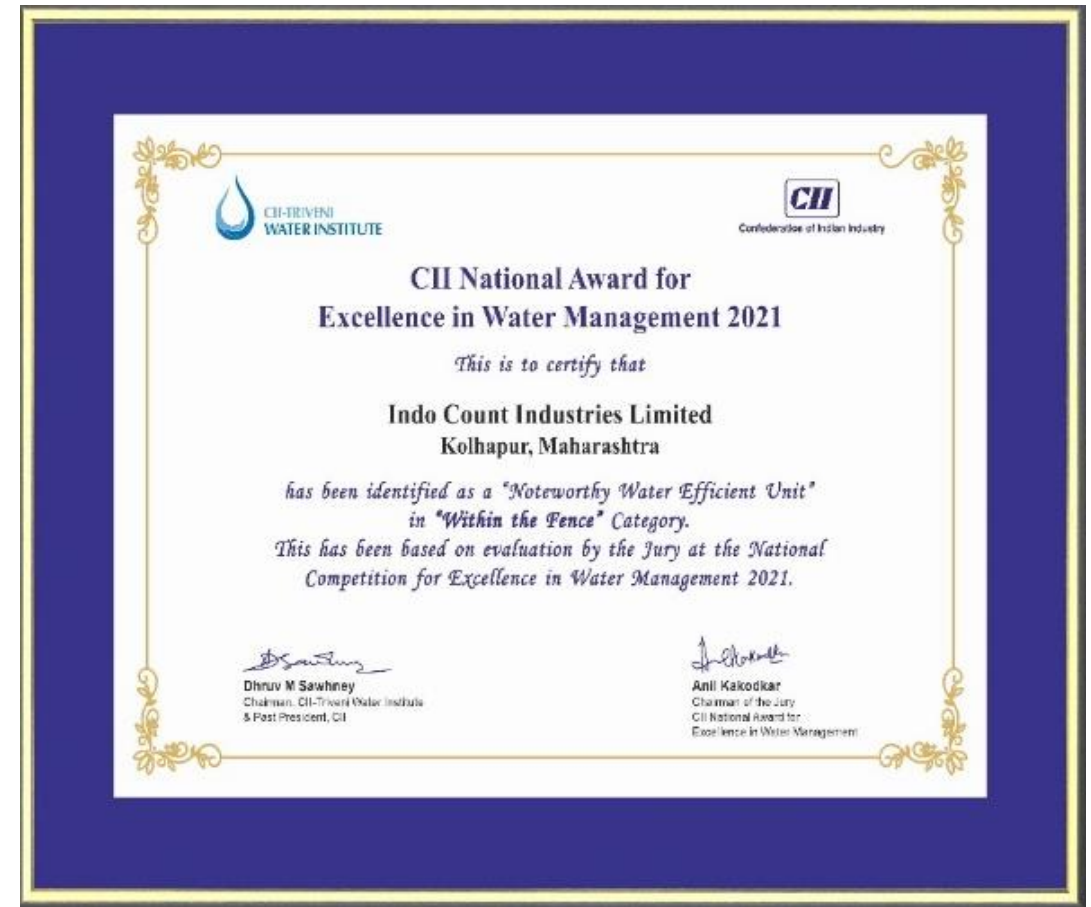 CII-TRIVENI
WATER INSTITUTE
CII
Confederation of Indian Industry
CII National Award for
Excellence in Water Management 2021
This is to certify that
Indo Count Industries Limited
Kolhapur, Maharashtra
has been identified as a "Noteworthy Water Efficient Unit"
in "Within the Fence" Category.
This has been based on evaluation by the Jury at the National
Competition for Excellence in Water Management 2021.
Dhruv M Sawhney
Chairman, CII-Triveni Water Institute
& Past President, CII
Anil Kakodkar
Chairman of the Jury
CII National Award for
Excellence in Water Management